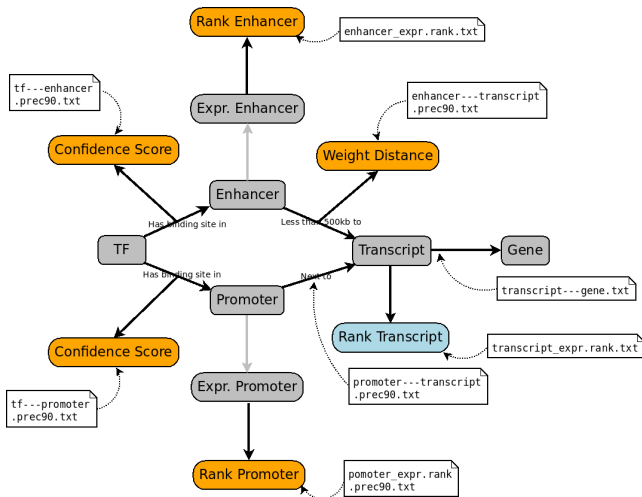 Rank Enhancer
enhancer_expr.rank.txt
tf---enhancer
.prec90.txt
Expr. Enhancer
enhancer---transcript
.prec90.txt
Confidence Score
Weight Distance
Enhancer
Has binding site in
Less than 500kb to
TF
Transcript
Gene
Has binding site in
Next to
transcript---gene.txt
Promoter
Rank Transcript
transcript_expr.rank.txt
Confidence Score
Expr. Promoter
promoter---transcript
.prec90.txt
tf---promoter
.prec90.txt
Rank Promoter
pomoter_expr.rank
.prec90.txt